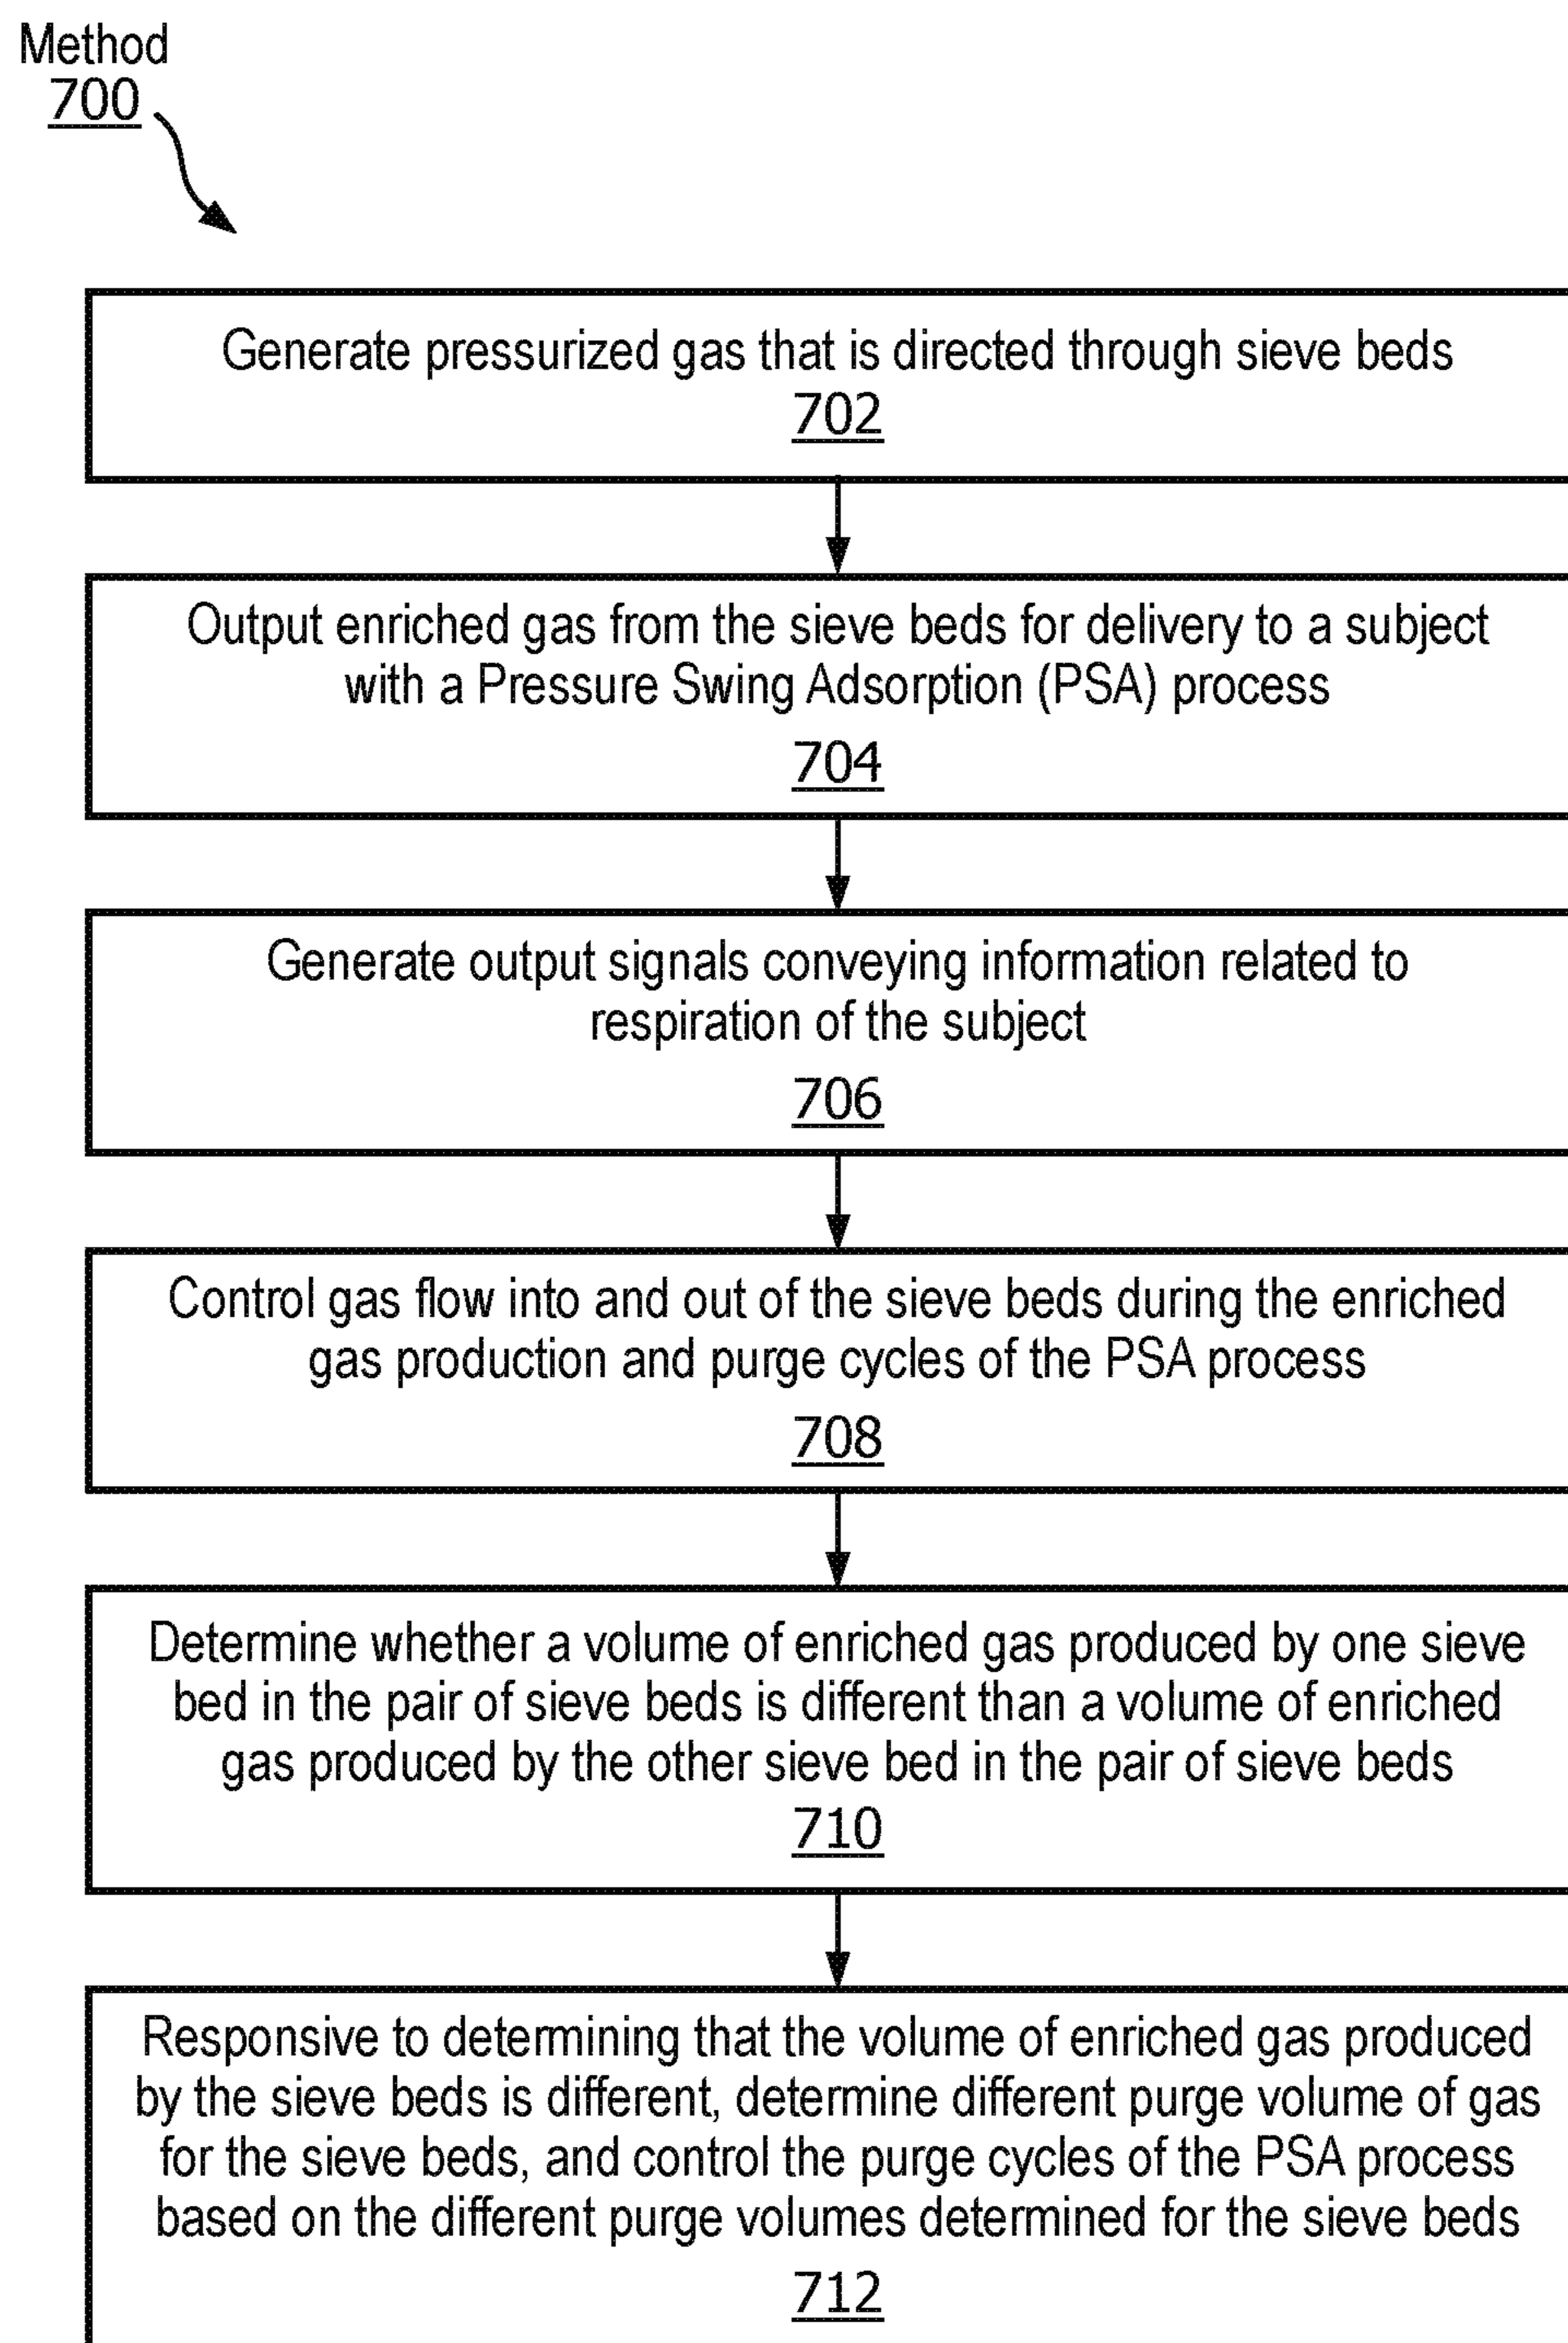 Method
700
Generate pressurized gas that is directed through sieve beds
702
Output enriched gas from the sieve beds for delivery to a subject
with a Pressure Swing Adsorption (PSA) process
704
Generate output signals conveying information related to
respiration of the subject
706
Control gas flow into and out of the sieve beds during the enriched
gas production and purge cycles of the PSA process
708
Determine whether a volume of enriched gas produced by one sieve
bed in the pair of sieve beds is different than a volume of enriched
gas produced by the other sieve bed in the pair of sieve beds
710
Responsive to determining that the volume of enriched gas produced
by the sieve beds is different, determine different purge volume of gas
for the sieve beds, and control the purge cycles of the PSA process
based on the different purge volumes determined for the sieve beds
712